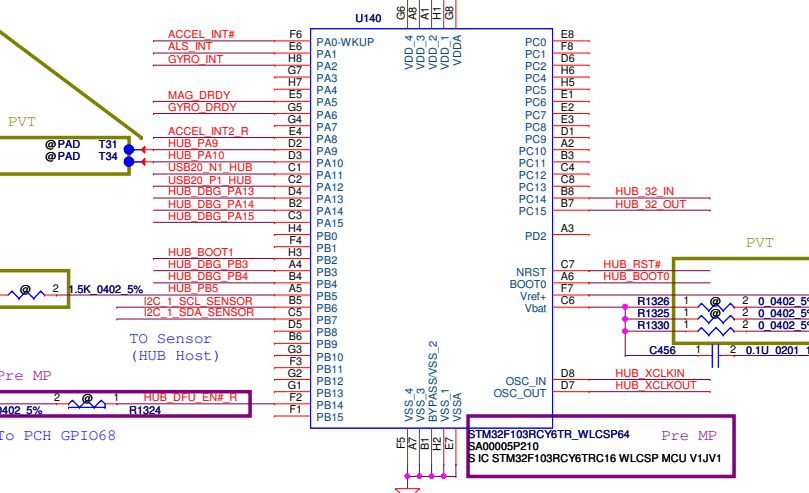 U140
G6 A8 A1 H1 G8
VDD_4 VDD_3 VDD_2 VDD_1 VDDA
ACCEL_INT# F6 PA0-WKUP
ALS_INT E6 PA1
GYRO_INT H8 PA2
G7 PA3
H7 PA4
MAG_DRDY E5 PA5
GYRO_DRDY G5 PA6
G4 PA7
ACCEL_INT2_R E4 PA8
HUB_PA9 D2 PA9
HUB_PA10 D3 PA10
USB20_N1_HUB C1 PA11
USB20_P1_HUB C2 PA12
HUB_DBG_PA13 D4 PA13
HUB_DBG_PA14 B2 PA14
HUB_DBG_PA15 C3 PA15
H4 PB0
F4 PB1
HUB_BOOT1 H3 PB2
HUB_DBG_PB3 A4 PB3
HUB_DBG_PB4 B4 PB4
HUB_PB5 A5 PB5
I2C_1_SCL_SENSOR B5 PB6
I2C_1_SDA_SENSOR C5 PB7
D5 PB8
B6 PB9
G3 PB10
F3 PB11
G2 PB12
G1 PB13
HUB_DFU_EN#_R F2 PB14
F1 PB15
PVT
@PAD T31
@PAD T34
@ 2 1.5K_0402_5%
TO Sensor
(HUB Host)
Pre MP
2 @ 1
0402_5% R1324
To PCH GPIO68
PC0 E8
PC1 F8
PC2 D6
PC4 H6
PC5 H5
PC6 E1
PC7 E2
PC8 E3
PC9 D1
PC10 A2
PC11 B3
PC12 C4
PC13 C8
PC14 B8 HUB_32_IN
PC15 B7 HUB_32_OUT
PD2 A3
NRST C7 HUB_RST#
BOOT0 A6 HUB_BOOT0
Vref+ F7
Vbat C6
PVT
R1326 1 @ 2 0_0402_5%
R1325 1 @ 2 0_0402_5%
R1330 1 @ 2 0_0402_5%
C456 1 2 0.1U_0201_1
OSC_IN D8 HUB_XCLKIN
OSC_OUT D7 HUB_XCLKOUT
VSS_4 VSS_3 BYPASS/VSS_2 VSS_1 VSSA
F5 A7 B1 H2 E7
STM32F103RCY6TR_WLCSP64 Pre MP
SA00005P210
S IC STM32F103RCY6TRC16 WLCSP MCU V1JV1